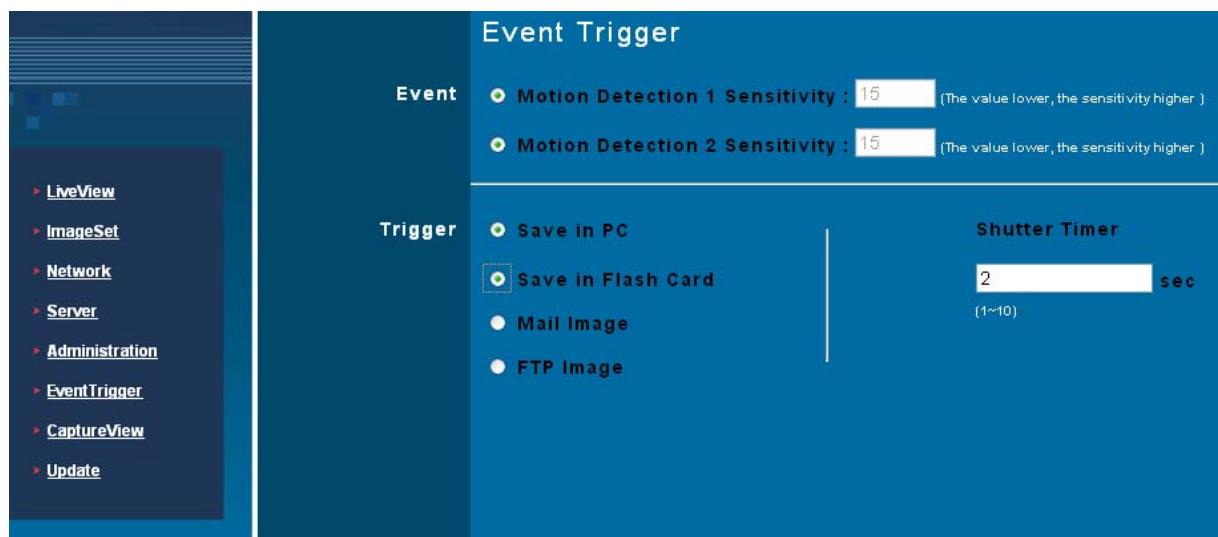 LiveView
ImageSet
Network
Server
Administration
EventTrigger
CaptureView
Update
Event Trigger
Event
Motion Detection 1 Sensitivity : 15 (The value lower, the sensitivity higher )
Motion Detection 2 Sensitivity : 15 (The value lower, the sensitivity higher )
Trigger
Save in PC
Save in Flash Card
Mail Image
FTP Image
Shutter Timer
2 sec
(1~10)